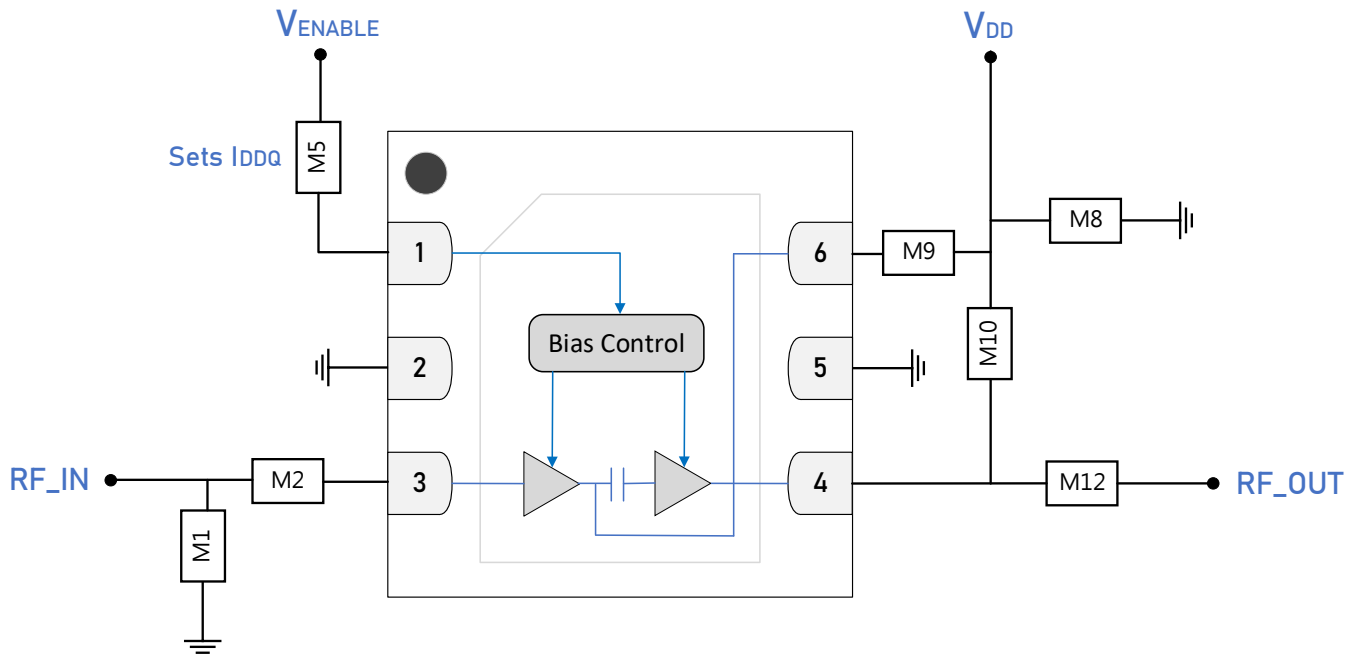 VENABLE
VDD
Sets IDDQ
M5
M8
1
6
M9
Bias Control
M10
2
5
RF_IN
M2
3
4
M12
RF_OUT
M1